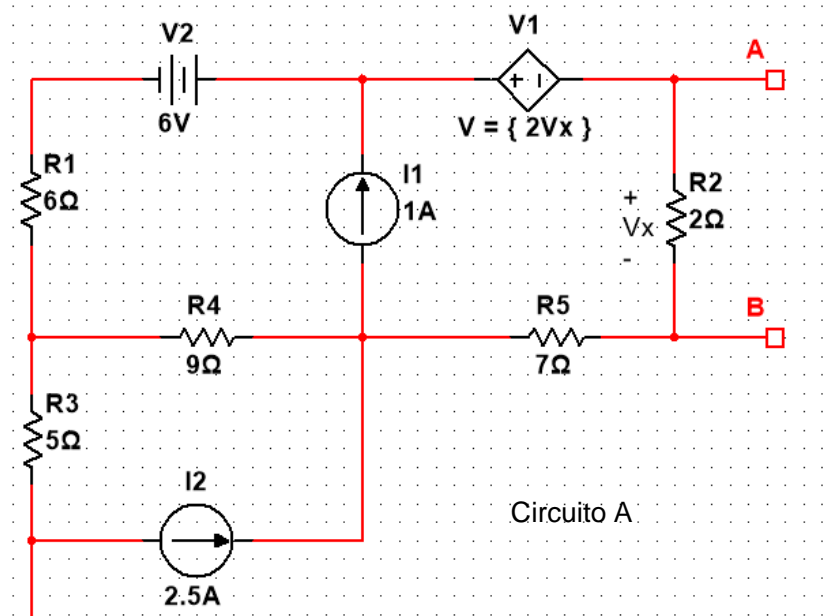 V2
6V
V1
+ -
V = { 2Vx }
A
R1
6Ω
I1
1A
+
Vx
-
R2
2Ω
R4
9Ω
R5
7Ω
B
R3
5Ω
I2
2.5A
Circuito A